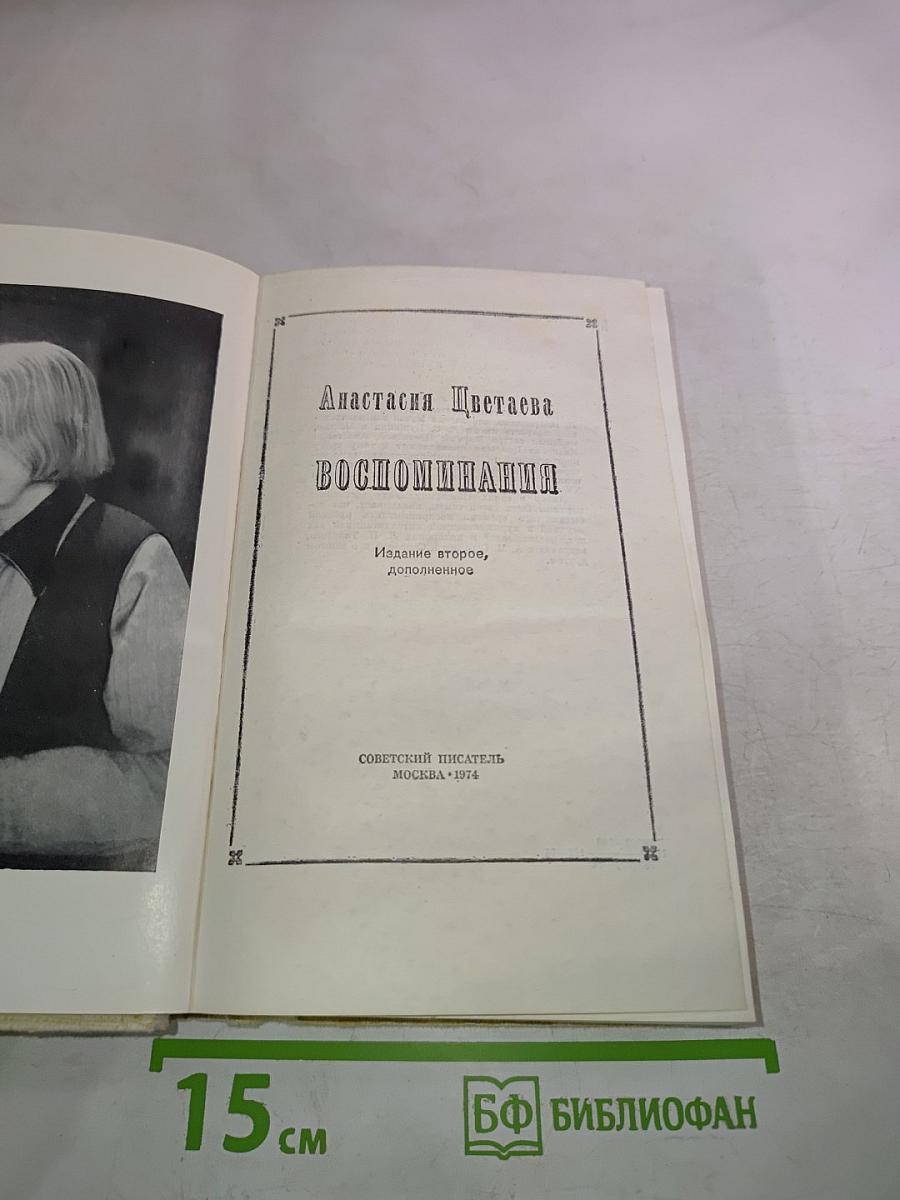 Анастасия Цветаева
ВОСПОМИНАНИЯ
Издание второе,
дополненное
СОВЕТСКИЙ ПИСАТЕЛЬ
МОСКВА • 1974
15 см
БФ БИБЛИОФАН